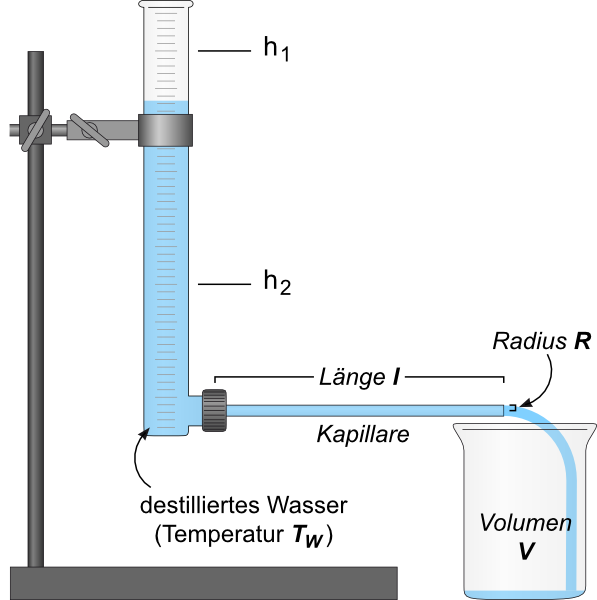 h1
h2
Radius R
Länge l
Kapillare
destilliertes Wasser
(Temperatur TW)
Volumen
V